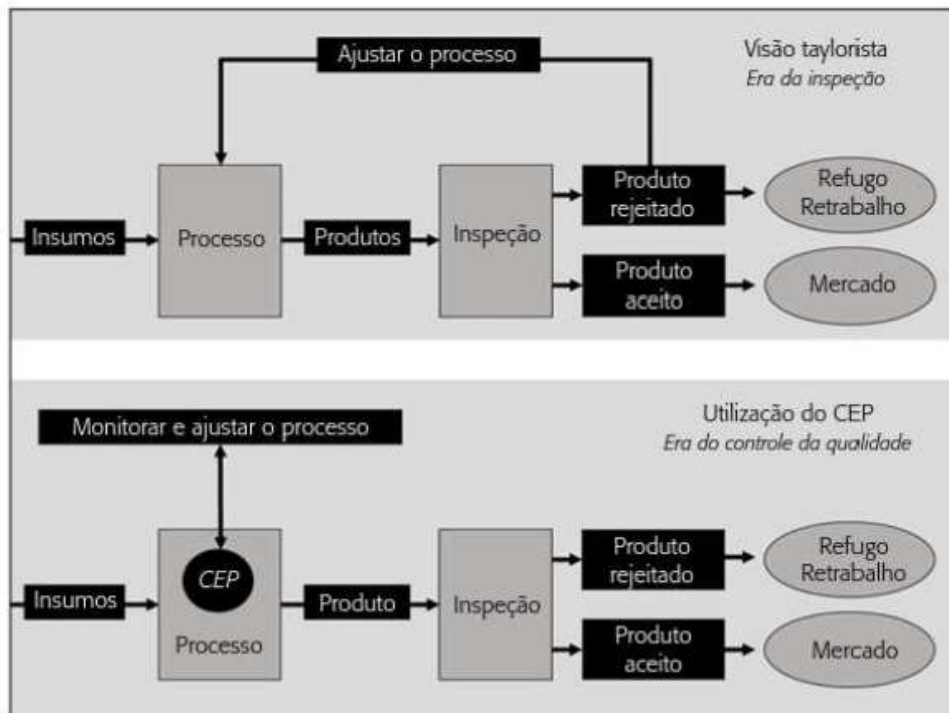 Ajustar o processo
Visão taylorista
Era da inspeção
Insumos
Processo
Produtos
Inspeção
Produto
rejeitado
Refugo
Retrabalho
Produto
aceito
Mercado
Utilização do CEP
Era do controle da qualidade
Monitorar e ajustar o processo
Insumos
CEP
Processo
Produto
Inspeção
Produto
rejeitado
Refugo
Retrabalho
Produto
aceito
Mercado